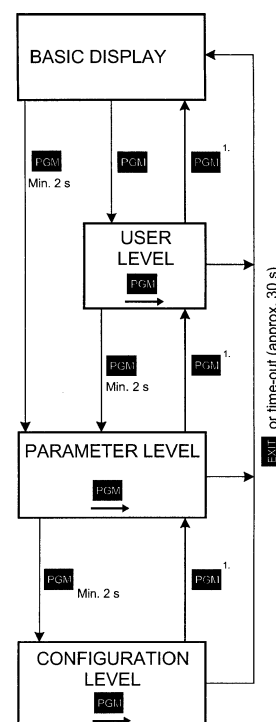 BASIC DISPLAY
PGM
Min. 2 s
PGM
PGM 1.
USER
LEVEL
PGM
PGM
Min. 2 s
PGM 1.
EXIT or time-out (approx. 30 s)
PARAMETER LEVEL
PGM
PGM
Min. 2 s
PGM 1.
CONFIGURATION
LEVEL
PGM